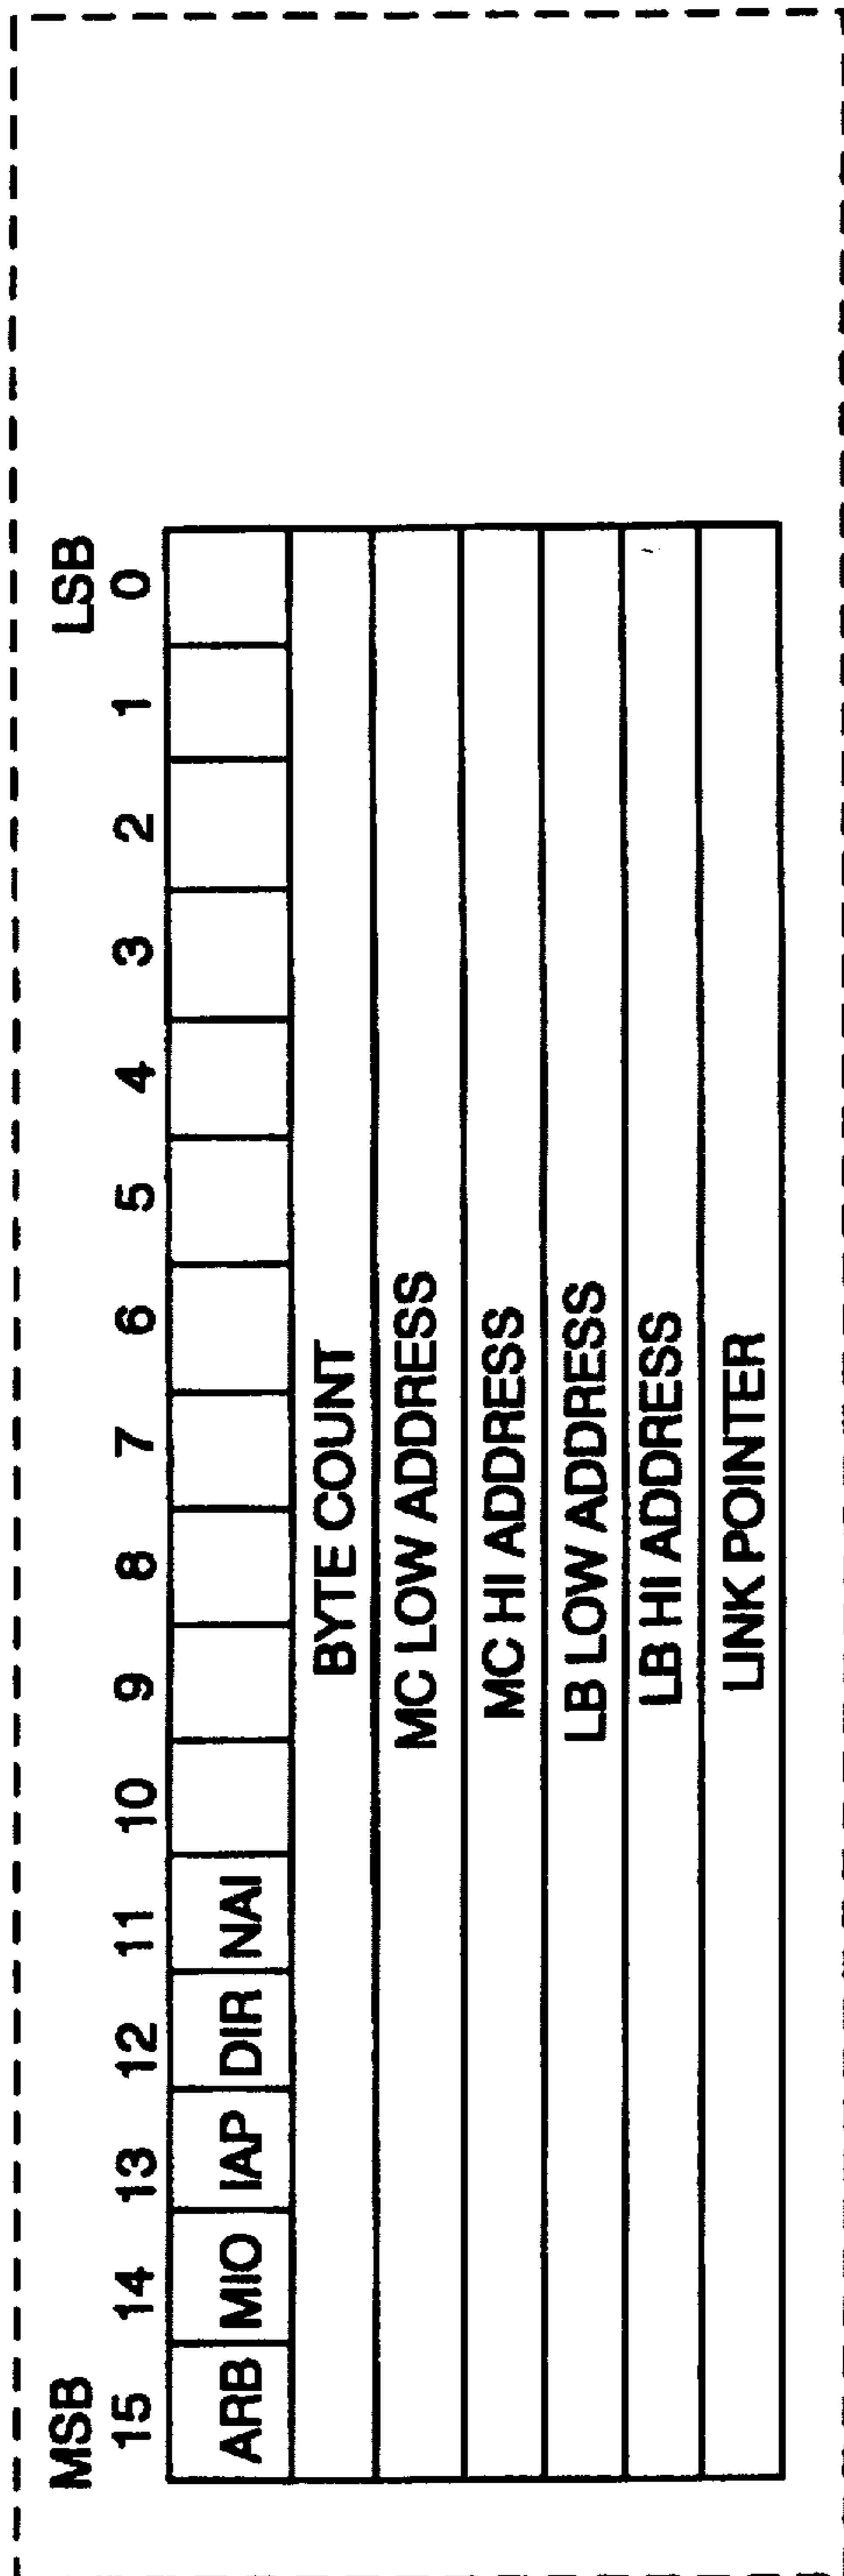 MSB LSB
15 14 13 12 11 10 9 8 7 6 5 4 3 2 1 0
ARB MIO IAP DIR NAI
BYTE COUNT
MC LOW ADDRESS
MC HI ADDRESS
LB LOW ADDRESS
LB HI ADDRESS
LINK POINTER